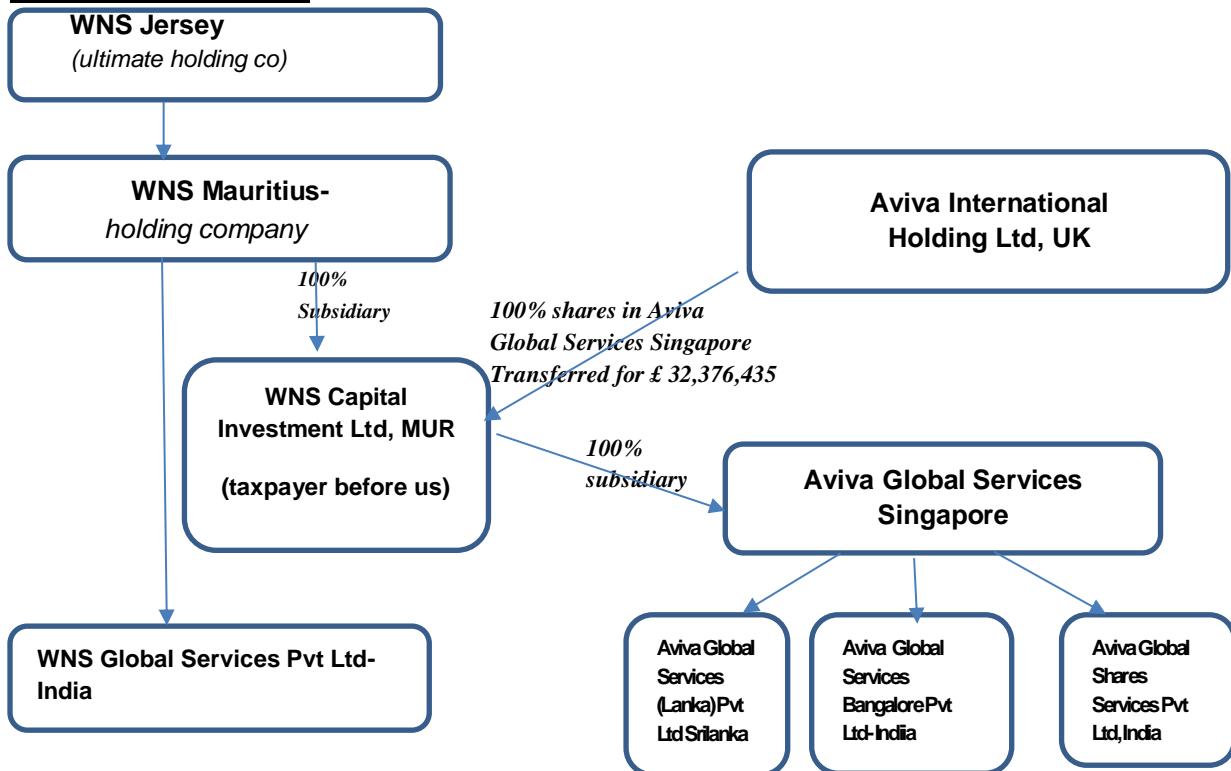 WNS Jersey
(ultimate holding co)
WNS Mauritius-
holding company
Aviva International
Holding Ltd, UK
100%
Subsidiary
100% shares in Aviva
Global Services Singapore
Transferred for £ 32,376,435
WNS Capital
Investment Ltd, MUR
(taxpayer before us)
100%
subsidiary
Aviva Global Services
Singapore
WNS Global Services Pvt Ltd-
India
Aviva Global
Services
(Lanka) Pvt
Ltd Srilanka
Aviva Global
Services
Bangalore Pvt
Ltd- Indiia
Aviva Global
Shares
Services Pvt
Ltd, India